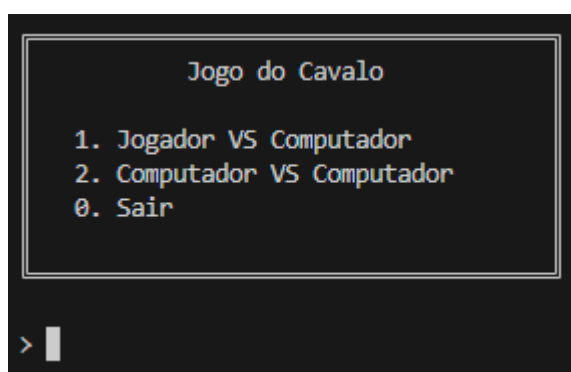 Jogo do Cavalo
1. Jogador VS Computador
2. Computador VS Computador
0. Sair
>